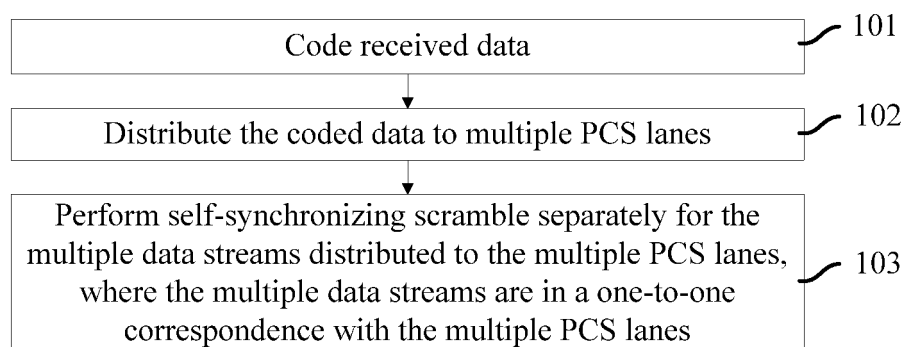 Code received data
101
Distribute the coded data to multiple PCS lanes
102
Perform self-synchronizing scramble separately for the
multiple data streams distributed to the multiple PCS lanes,
where the multiple data streams are in a one-to-one
correspondence with the multiple PCS lanes
103